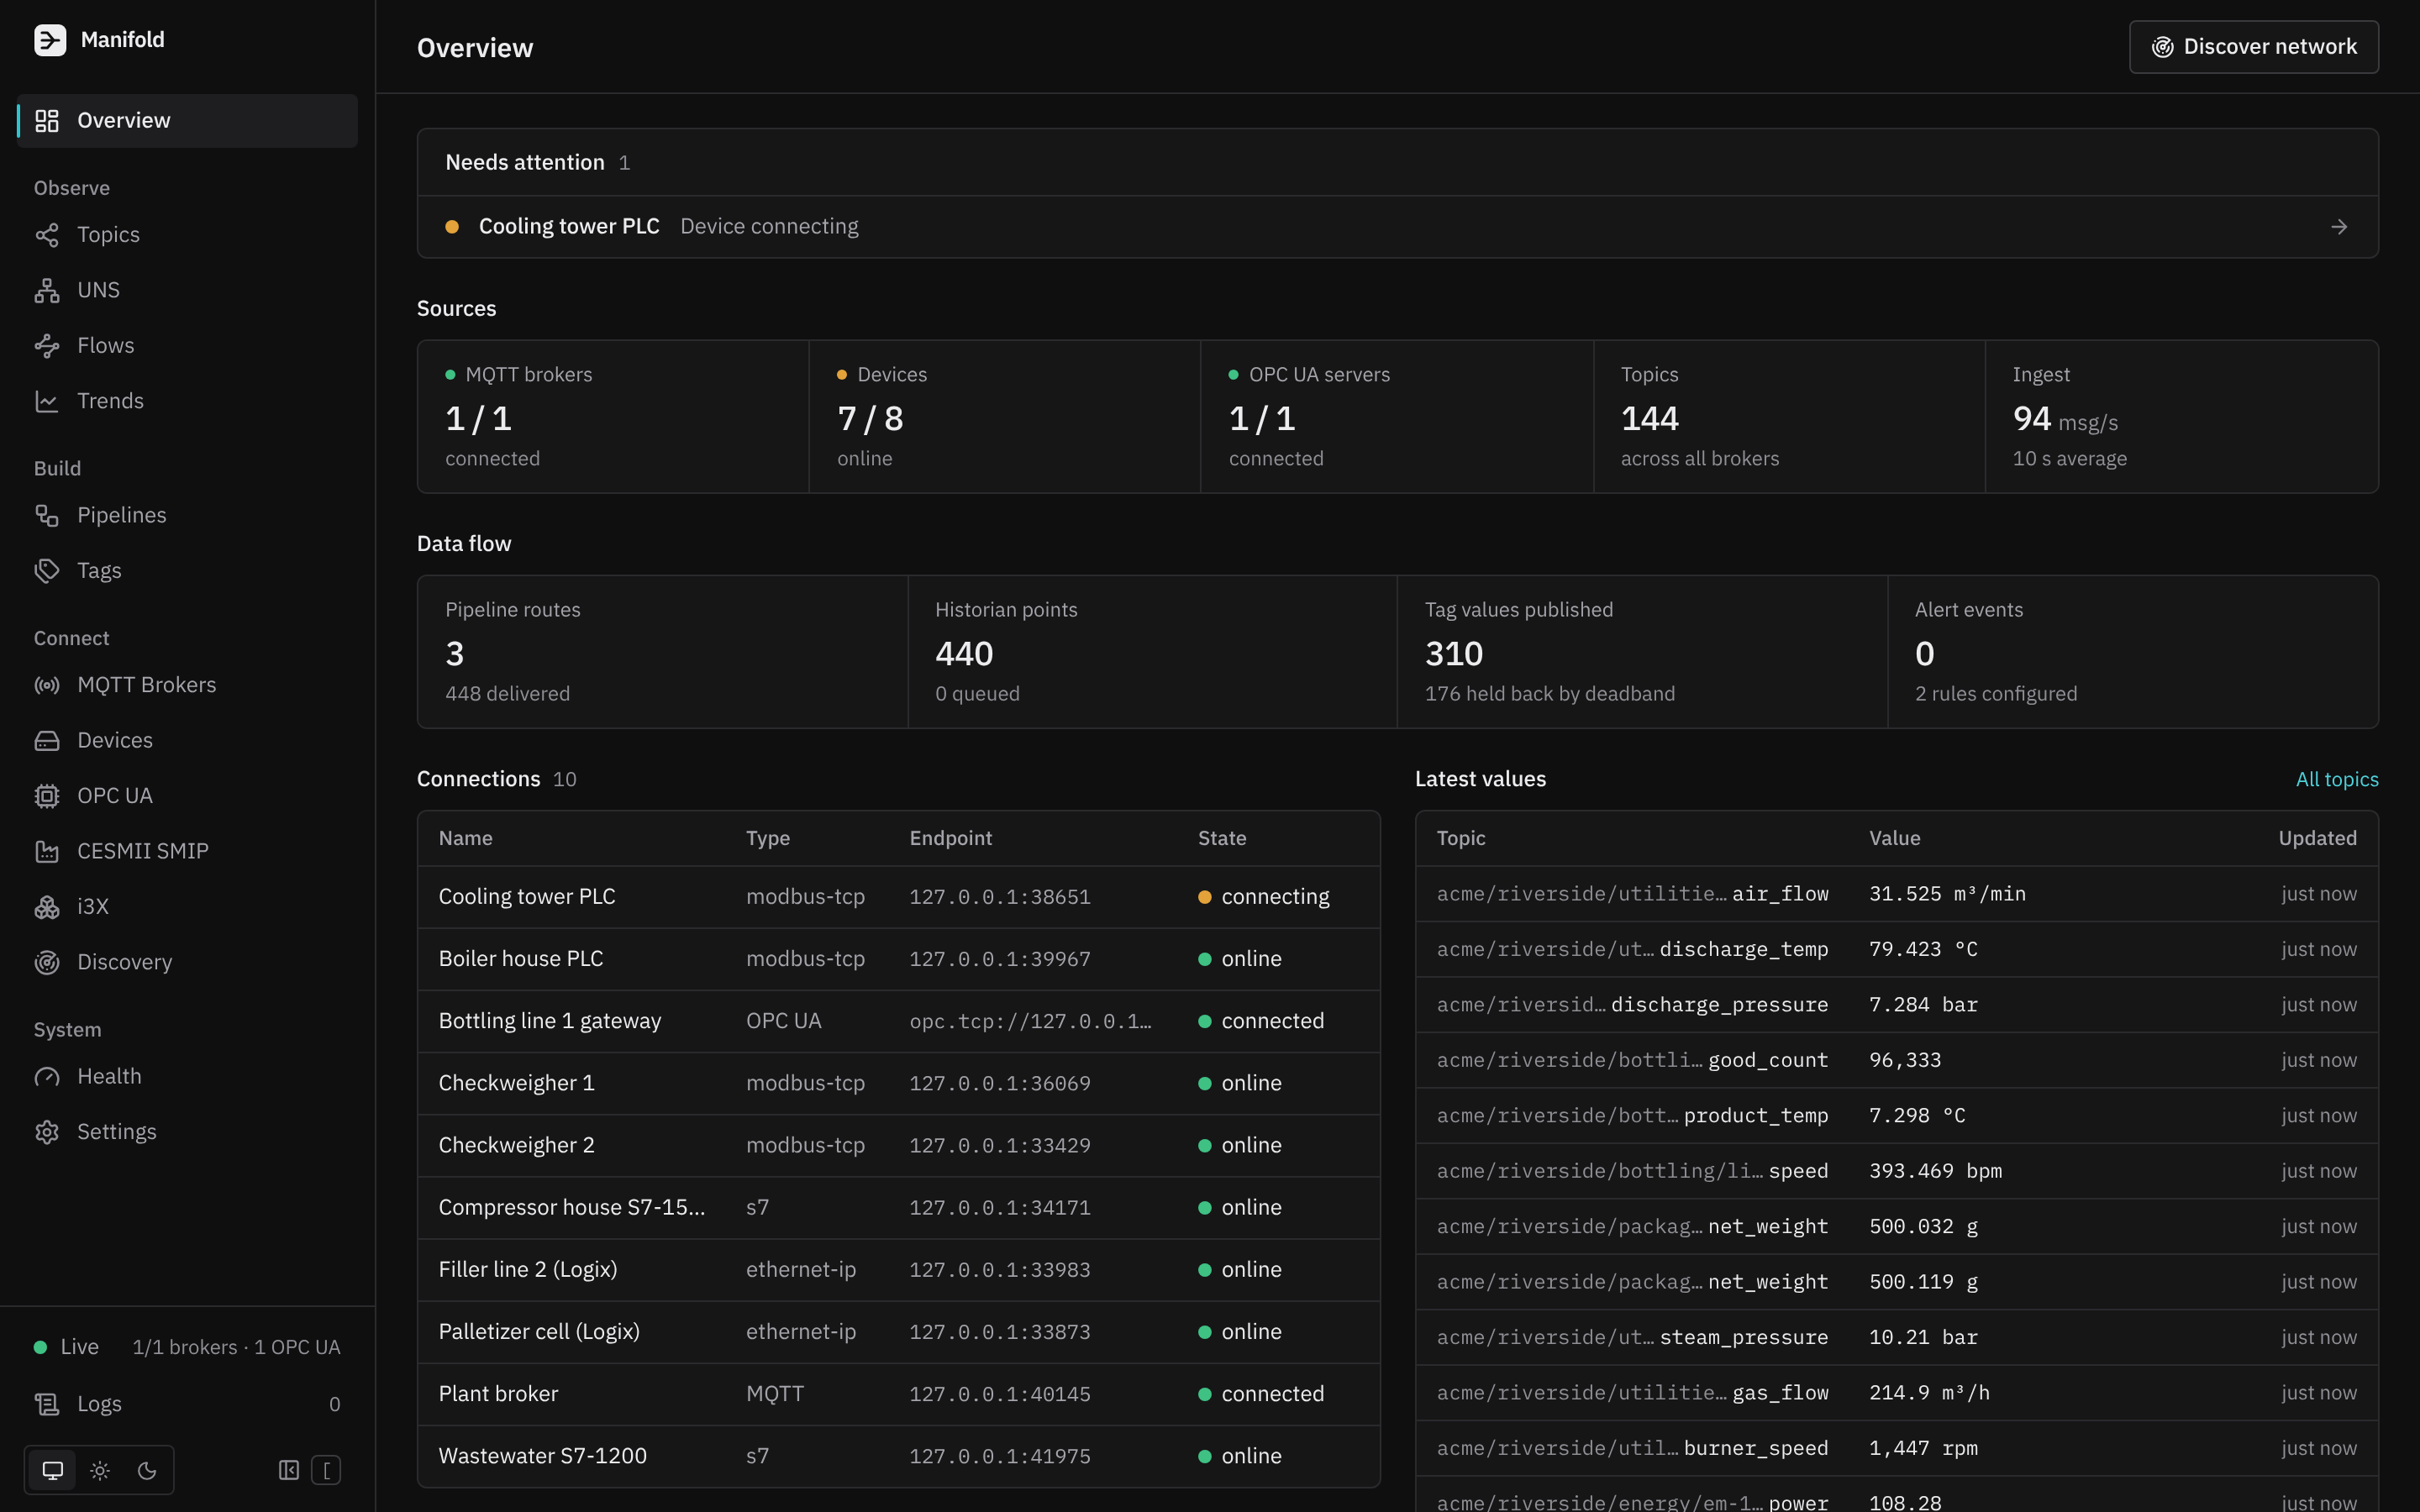 Manifold
Overview
Observe
Topics
UNS
Flows
Trends
Build
Pipelines
Tags
Connect
MQTT Brokers
Devices
OPC UA
CESMII SMIP
i3X
Discovery
System
Health
Settings
Live 1/1 brokers · 1 OPC UA
Logs 0
[
Overview
Discover network
Needs attention 1
Cooling tower PLC Device connecting
Sources
MQTT brokers
1 / 1
connected
Devices
7 / 8
online
OPC UA servers
1 / 1
connected
Topics
144
across all brokers
Ingest
94 msg/s
10 s average
Data flow
Pipeline routes
3
448 delivered
Historian points
440
0 queued
Tag values published
310
176 held back by deadband
Alert events
0
2 rules configured
Connections 10
Name Type Endpoint State
Cooling tower PLC modbus-tcp 127.0.0.1:38651 connecting
Boiler house PLC modbus-tcp 127.0.0.1:39967 online
Bottling line 1 gateway OPC UA opc.tcp://127.0.0.1… connected
Checkweigher 1 modbus-tcp 127.0.0.1:36069 online
Checkweigher 2 modbus-tcp 127.0.0.1:33429 online
Compressor house S7-15… s7 127.0.0.1:34171 online
Filler line 2 (Logix) ethernet-ip 127.0.0.1:33983 online
Palletizer cell (Logix) ethernet-ip 127.0.0.1:33873 online
Plant broker MQTT 127.0.0.1:40145 connected
Wastewater S7-1200 s7 127.0.0.1:41975 online
Latest values All topics
Topic Value Updated
acme/riverside/utilitie… air_flow 31.525 m³/min just now
acme/riverside/ut… discharge_temp 79.423 °C just now
acme/riversid… discharge_pressure 7.284 bar just now
acme/riverside/bottli… good_count 96,333 just now
acme/riverside/bott… product_temp 7.298 °C just now
acme/riverside/bottling/li… speed 393.469 bpm just now
acme/riverside/packag… net_weight 500.032 g just now
acme/riverside/packag… net_weight 500.119 g just now
acme/riverside/ut… steam_pressure 10.21 bar just now
acme/riverside/utilitie… gas_flow 214.9 m³/h just now
acme/riverside/util… burner_speed 1,447 rpm just now
acme/riverside/energy/em-1… power 108.28 just now